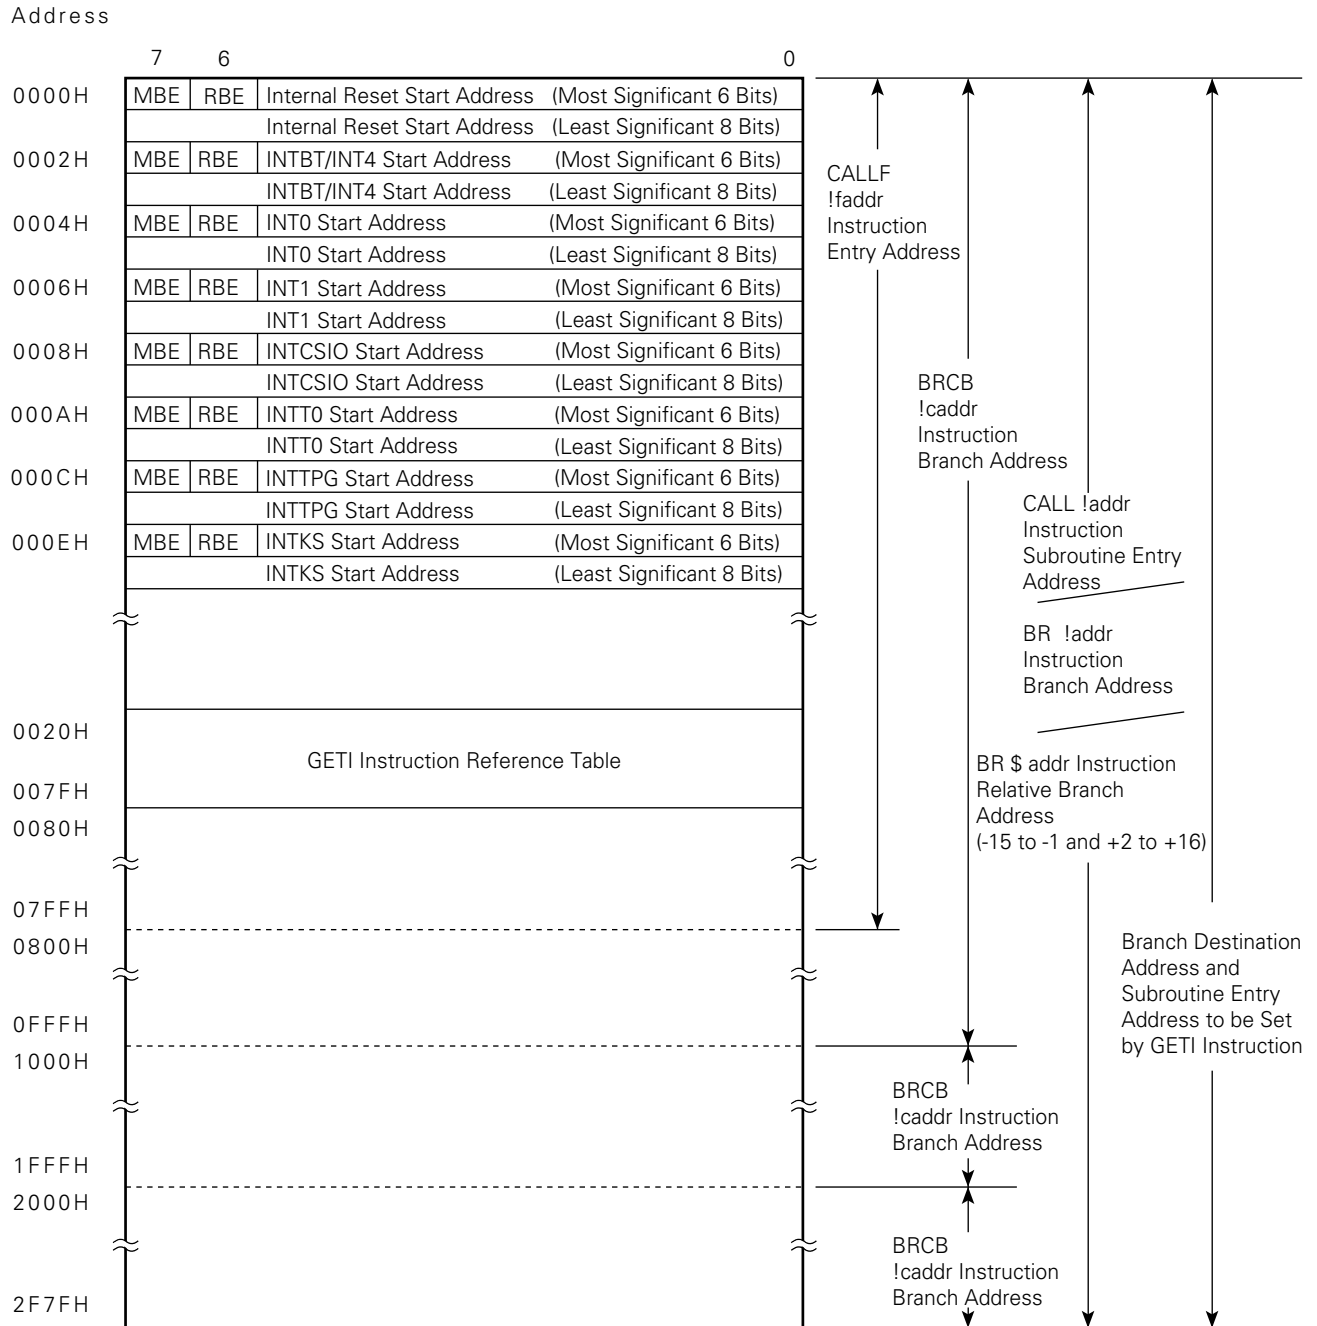 Address
7 6 0
0000H MBE RBE Internal Reset Start Address (Most Significant 6 Bits)
Internal Reset Start Address (Least Significant 8 Bits)
0002H MBE RBE INTBT/INT4 Start Address (Most Significant 6 Bits)
INTBT/INT4 Start Address (Least Significant 8 Bits)
0004H MBE RBE INT0 Start Address (Most Significant 6 Bits)
INT0 Start Address (Least Significant 8 Bits)
0006H MBE RBE INT1 Start Address (Most Significant 6 Bits)
INT1 Start Address (Least Significant 8 Bits)
0008H MBE RBE INTCSIO Start Address (Most Significant 6 Bits)
INTCSIO Start Address (Least Significant 8 Bits)
000AH MBE RBE INTT0 Start Address (Most Significant 6 Bits)
INTT0 Start Address (Least Significant 8 Bits)
000CH MBE RBE INTTPG Start Address (Most Significant 6 Bits)
INTTPG Start Address (Least Significant 8 Bits)
000EH MBE RBE INTKS Start Address (Most Significant 6 Bits)
INTKS Start Address (Least Significant 8 Bits)
0020H
GETI Instruction Reference Table
007FH
0080H
07FFH
0800H
0FFFH
1000H
1FFFH
2000H
2F7FH
CALLF
!faddr
Instruction
Entry Address
BRCB
!caddr
Instruction
Branch Address
CALL !addr
Instruction
Subroutine Entry
Address
BR !addr
Instruction
Branch Address
BR $ addr Instruction
Relative Branch
Address
(-15 to -1 and +2 to +16)
Branch Destination
Address and
Subroutine Entry
Address to be Set
by GETI Instruction
BRCB
!caddr Instruction
Branch Address
BRCB
!caddr Instruction
Branch Address